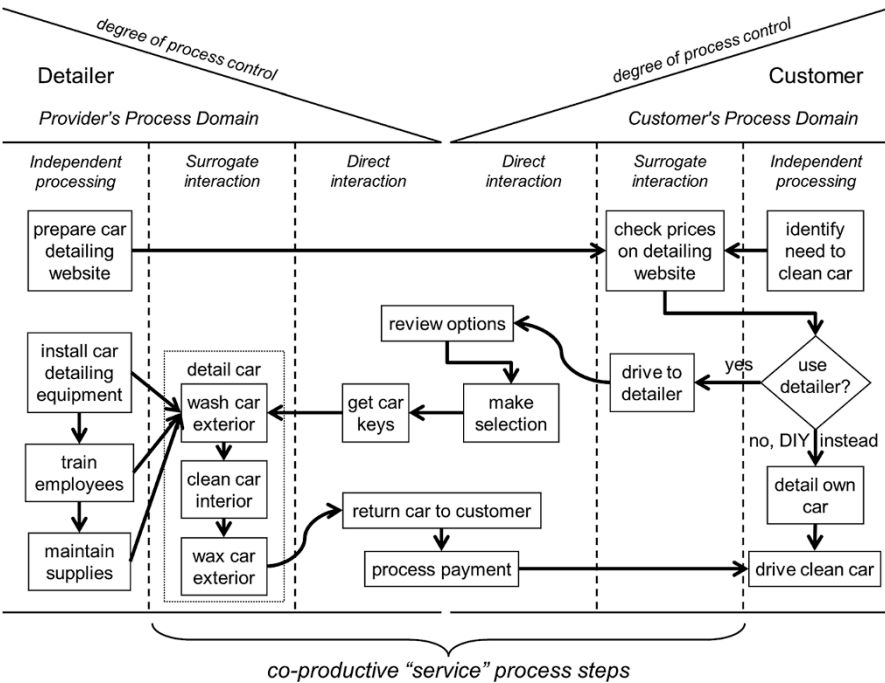 degree of process control
degree of process control
Detailer
Customer
Provider's Process Domain
Customer's Process Domain
Independent
processing
Surrogate
interaction
Direct
interaction
Direct
interaction
Surrogate
interaction
Independent
processing
prepare car
detailing
website
check prices
on detailing
website
identify
need to
clean car
review options
install car
detailing
equipment
detail car
wash car
exterior
get car
keys
make
selection
drive to
detailer
yes
use
detailer?
no, DIY instead
train
employees
clean car
interior
detail own
car
return car to customer
maintain
supplies
wax car
exterior
process payment
drive clean car
co-productive “service” process steps